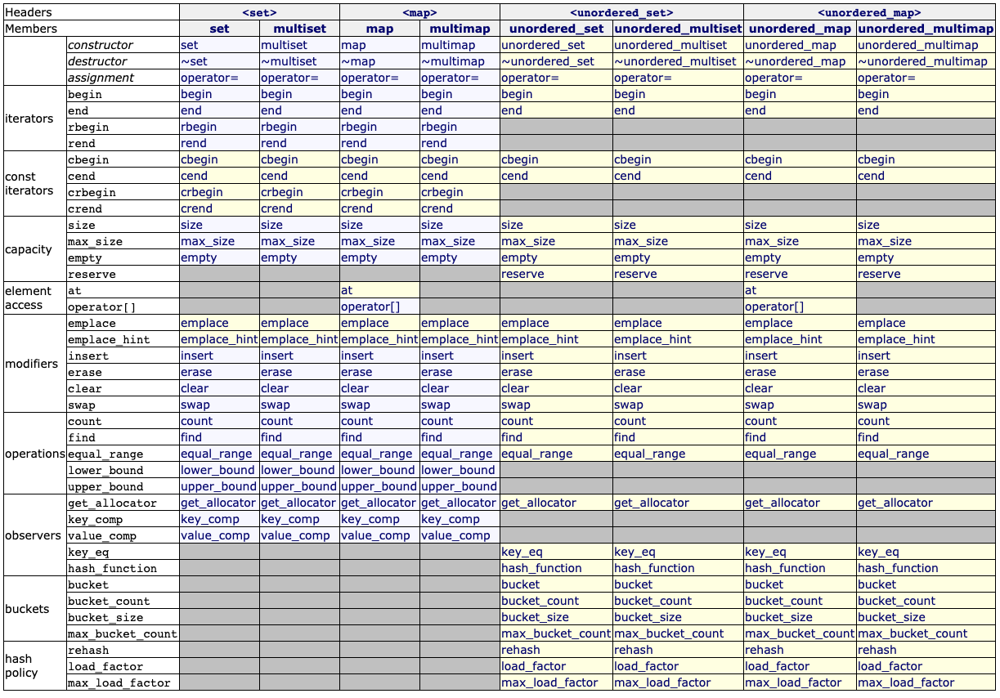 Headers <set> <map> <unordered_set> <unordered_map>
Members set multiset map multimap unordered_set unordered_multiset unordered_map unordered_multimap
constructor set multiset map multimap unordered_set unordered_multiset unordered_map unordered_multimap
destructor ~set ~multiset ~map ~multimap ~unordered_set ~unordered_multiset ~unordered_map ~unordered_multimap
assignment operator= operator= operator= operator= operator= operator= operator= operator=
iterators
begin begin begin begin begin begin begin begin begin
end end end end end end end end end
rbegin rbegin rbegin rbegin rbegin
rend rend rend rend rend
const
iterators
cbegin cbegin cbegin cbegin cbegin cbegin cbegin cbegin cbegin
cend cend cend cend cend cend cend cend cend
crbegin crbegin crbegin crbegin crbegin
crend crend crend crend crend
capacity
size size size size size size size size size
max_size max_size max_size max_size max_size max_size max_size max_size max_size
empty empty empty empty empty empty empty empty empty
reserve reserve reserve reserve reserve
element
access
at at at
operator[] operator[] operator[]
modifiers
emplace emplace emplace emplace emplace emplace emplace emplace emplace
emplace_hint emplace_hint emplace_hint emplace_hint emplace_hint emplace_hint emplace_hint emplace_hint emplace_hint
insert insert insert insert insert insert insert insert insert
erase erase erase erase erase erase erase erase erase
clear clear clear clear clear clear clear clear clear
swap swap swap swap swap swap swap swap swap
operations
count count count count count count count count count
find find find find find find find find find
equal_range equal_range equal_range equal_range equal_range equal_range equal_range equal_range equal_range
lower_bound lower_bound lower_bound lower_bound lower_bound
upper_bound upper_bound upper_bound upper_bound upper_bound
observers
get_allocator get_allocator get_allocator get_allocator get_allocator get_allocator get_allocator get_allocator get_allocator
key_comp key_comp key_comp key_comp key_comp
value_comp value_comp value_comp value_comp value_comp
key_eq key_eq key_eq key_eq key_eq
hash_function hash_function hash_function hash_function hash_function
buckets
bucket bucket bucket bucket bucket
bucket_count bucket_count bucket_count bucket_count bucket_count
bucket_size bucket_size bucket_size bucket_size bucket_size
max_bucket_count max_bucket_count max_bucket_count max_bucket_count max_bucket_count
hash
policy
rehash rehash rehash rehash rehash
load_factor load_factor load_factor load_factor load_factor
max_load_factor max_load_factor max_load_factor max_load_factor max_load_factor